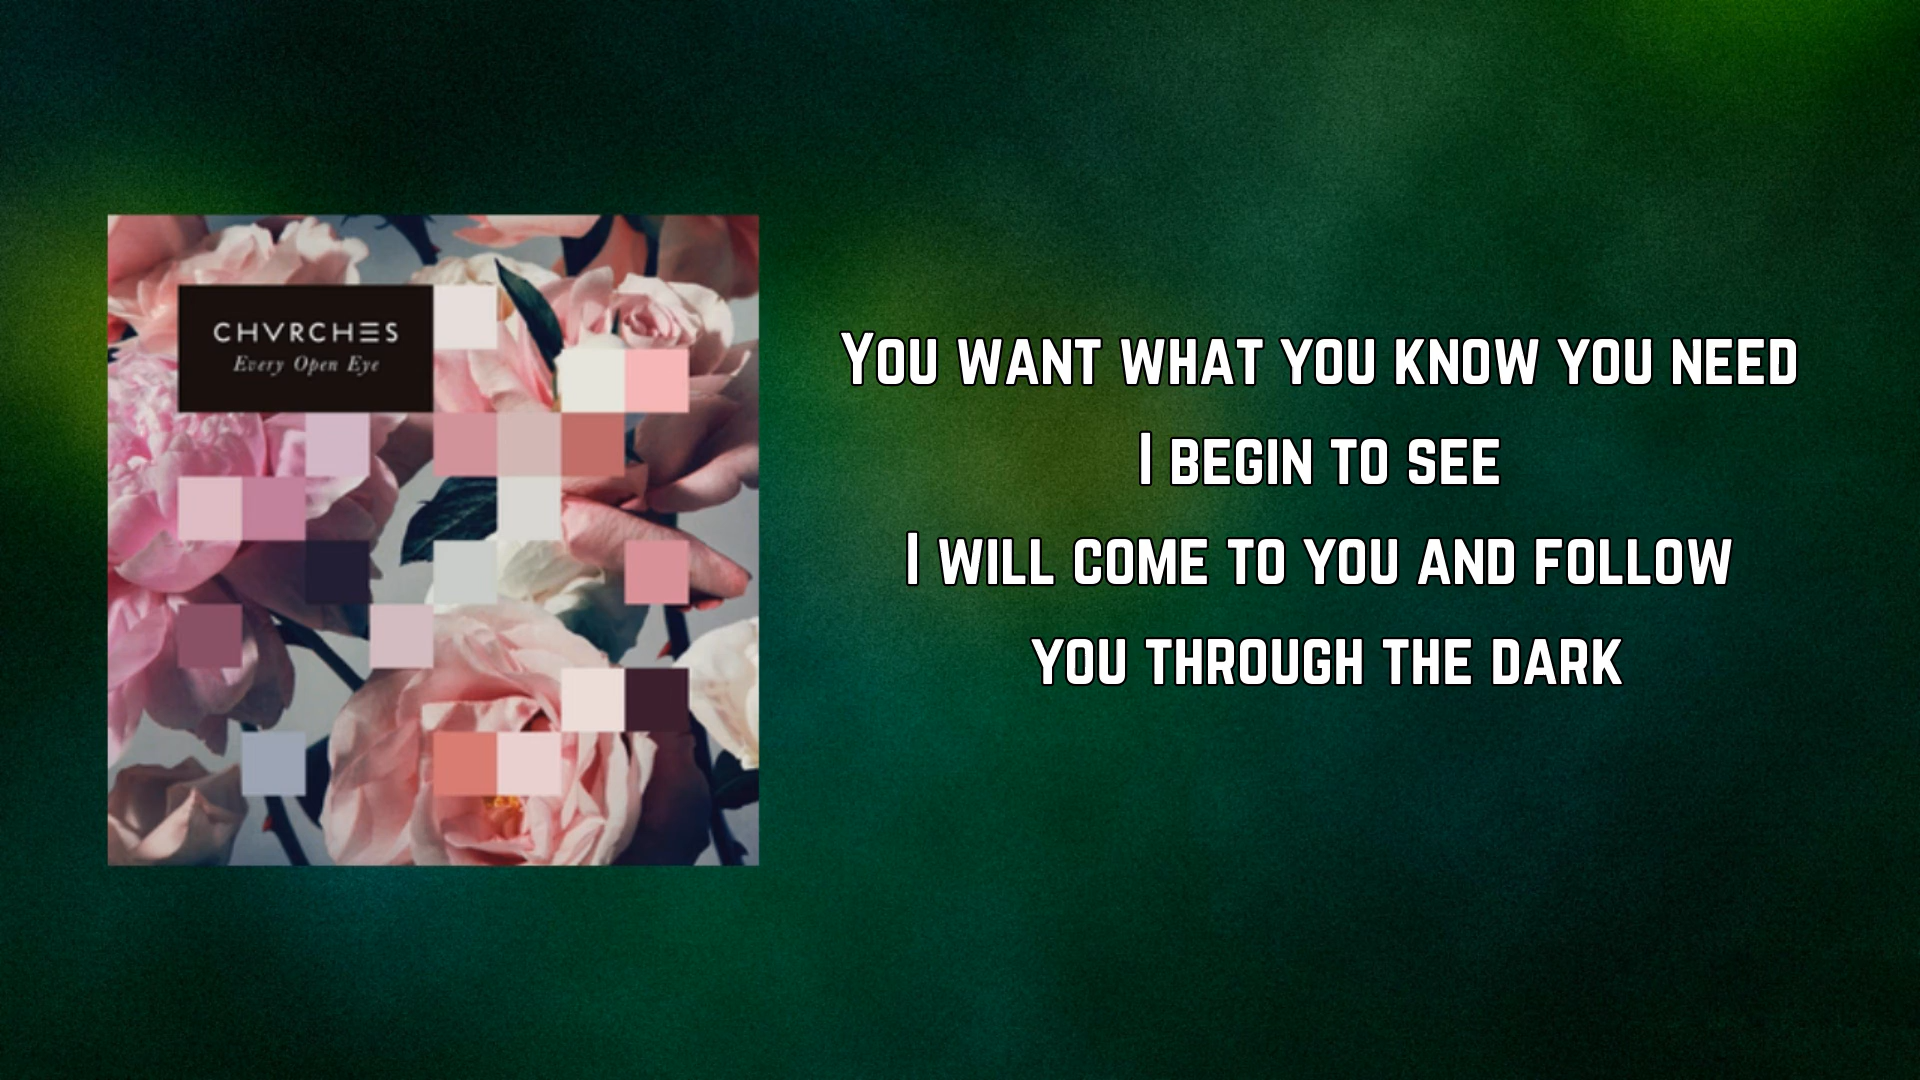 CHVRCHES
Every Open Eye
You want what you know you need
I begin to see
I will come to you and follow
you through the dark